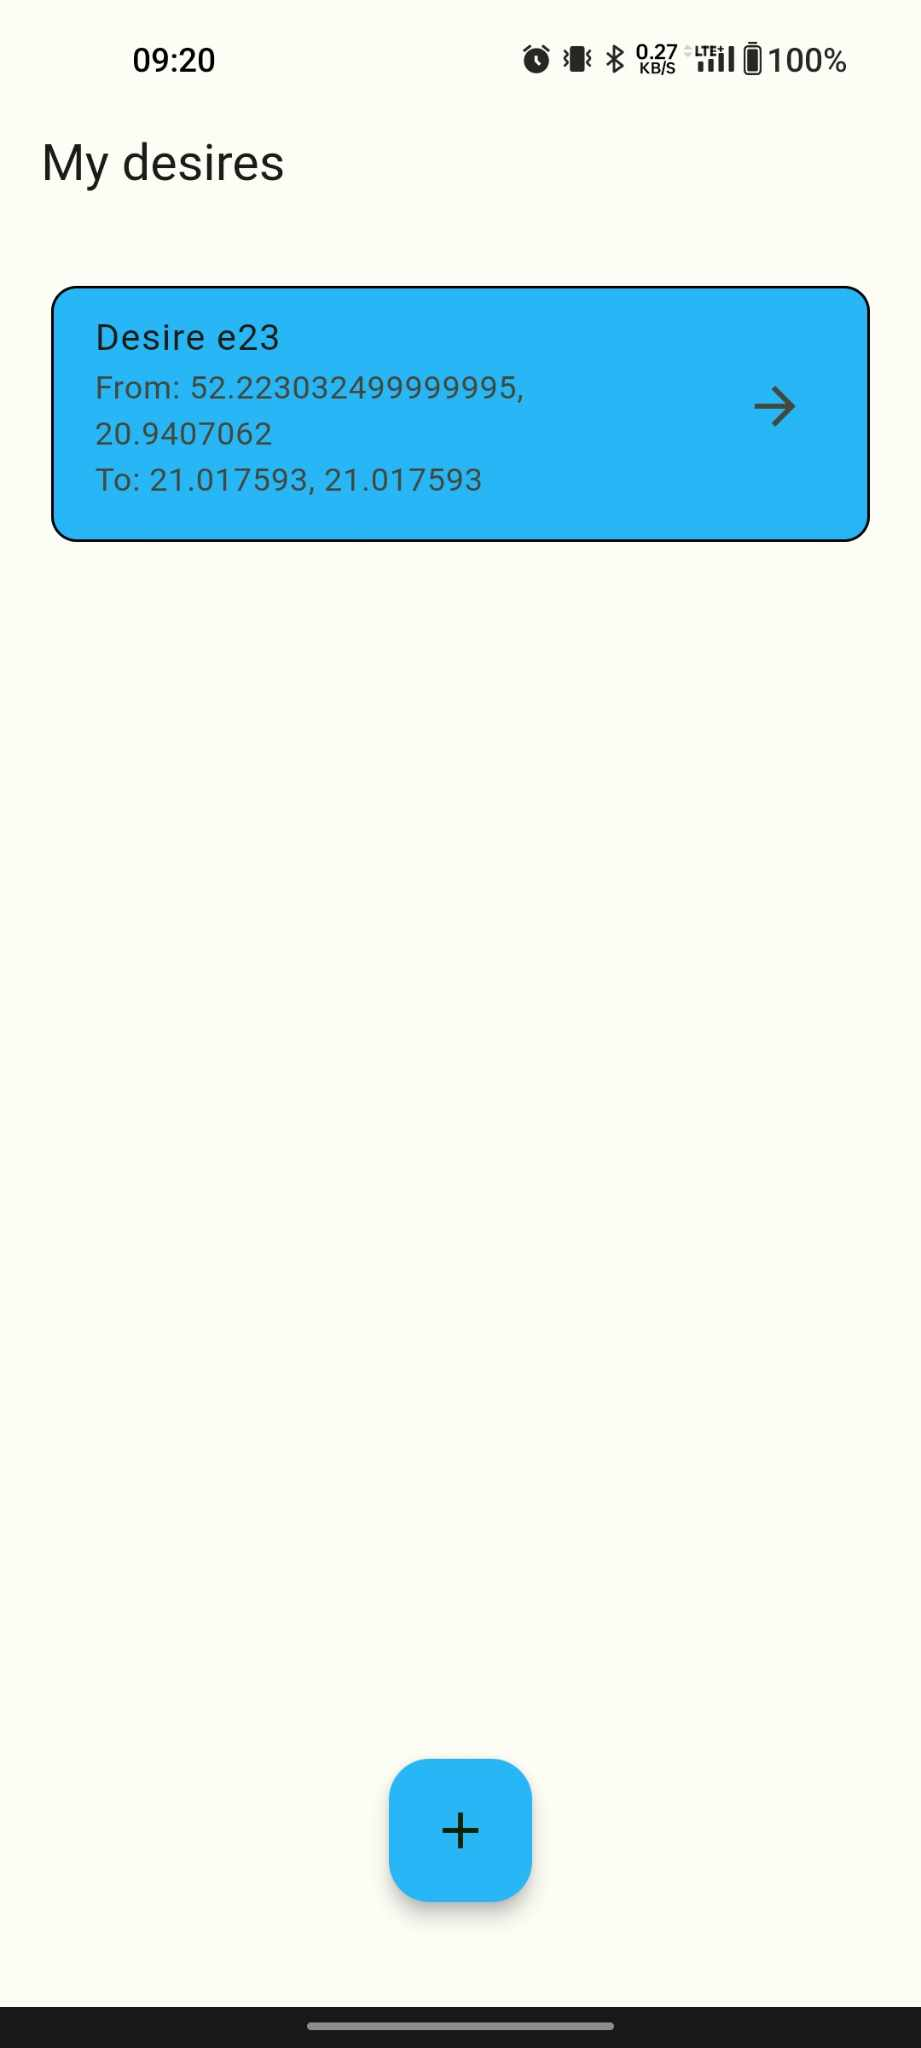 09:20
0.27
KB/S
LTE+
100%
My desires
Desire e23
From: 52.223032499999995,
20.9407062
To: 21.017593, 21.017593